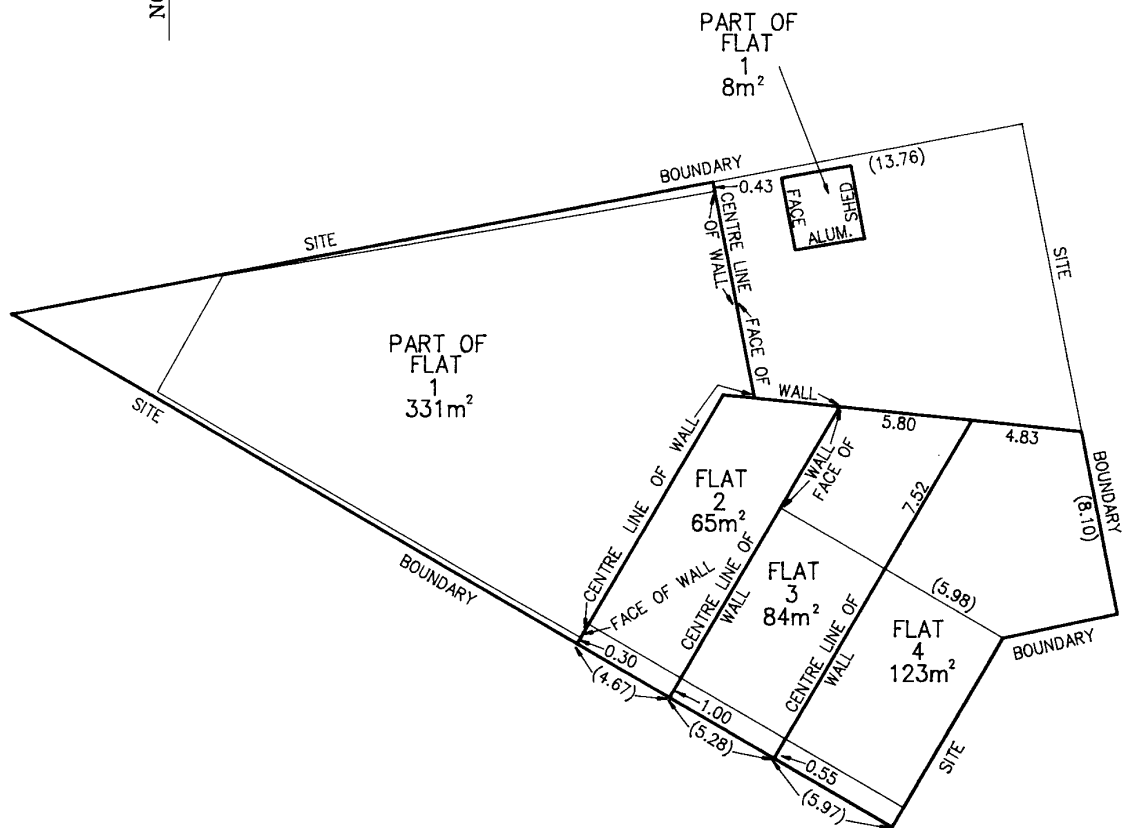 NO
PART OF
FLAT
1
8m²
BOUNDARY
(13.76)
0.43
SHED
FACE
ALUM.
CENTRE LINE
OF WALL
SITE
SITE
FACE OF
WALL
PART OF
FLAT
1
331m²
SITE
5.80
4.83
BOUNDARY
(8.10)
WALL
FACE OF
CENTRE LINE OF WALL
FLAT
2
65m²
7.52
BOUNDARY
FACE OF WALL
CENTRE LINE OF
WALL
FLAT
3
84m²
(5.98)
CENTRE LINE OF
WALL
FLAT
4
123m²
BOUNDARY
0.30
(4.67)
1.00
(5.28)
0.55
(5.97)
SITE